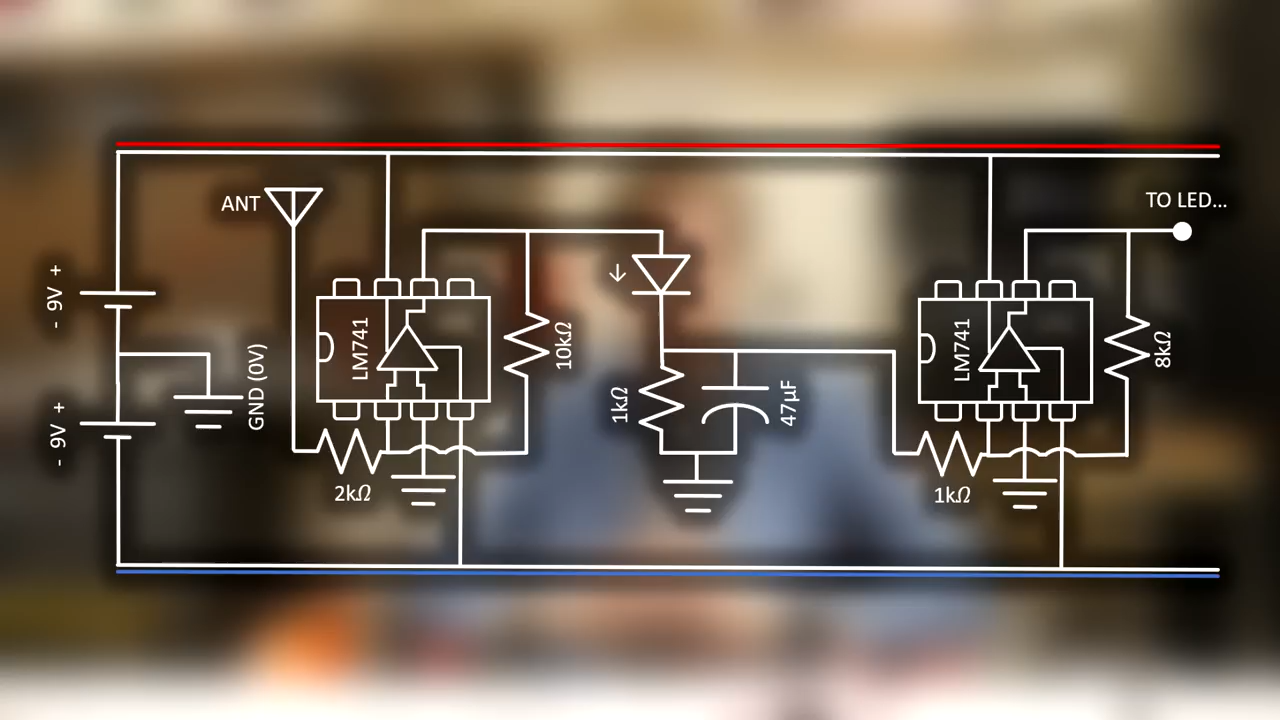 ANT
TO LED...
- 9V +
- 9V +
GND (0V)
LM741
10kΩ
2kΩ
1kΩ
47µF
LM741
8kΩ
1kΩ